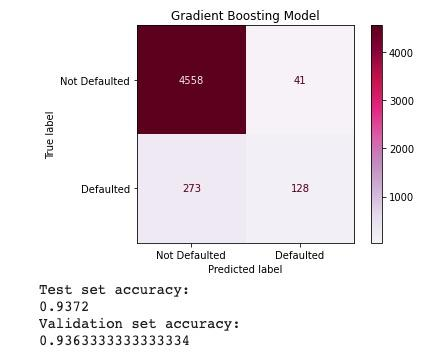 Gradient Boosting Model
Not Defaulted
4558
41
Defaulted
273
128
Not Defaulted
Defaulted
True label
Predicted label
4000
3000
2000
1000
Test set accuracy:
0.9372
Validation set accuracy:
0.9363333333333334